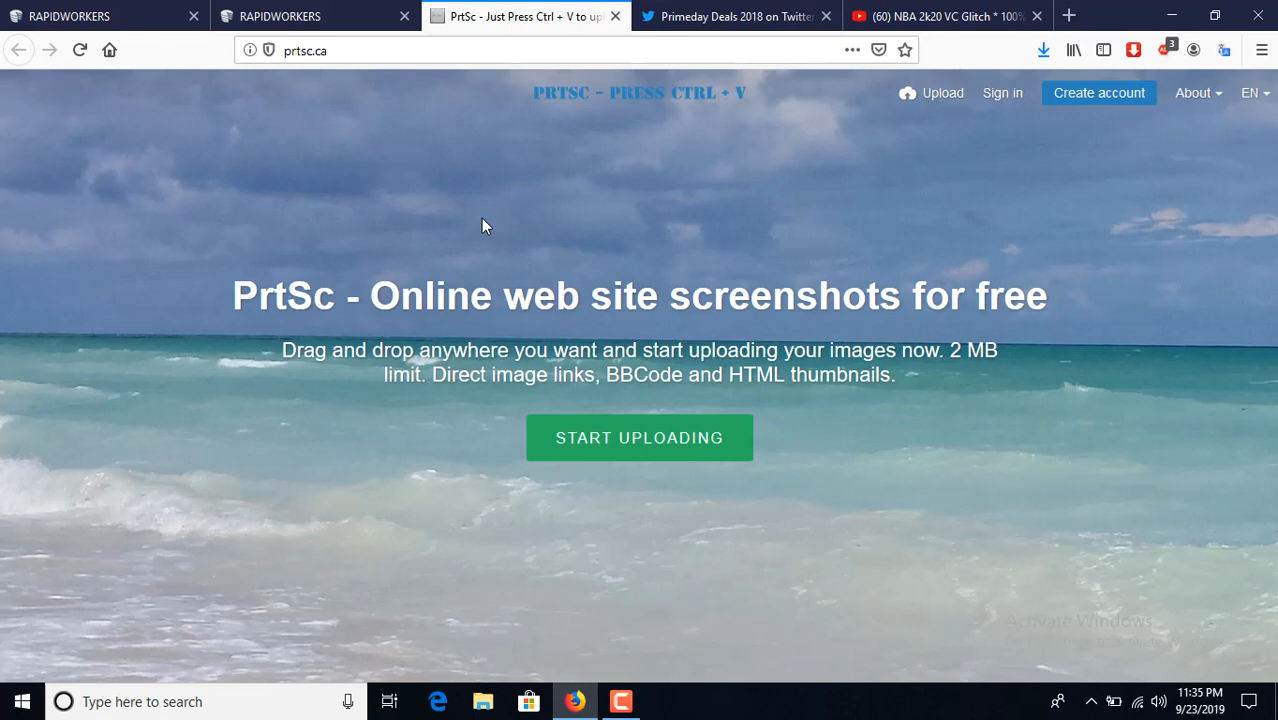 RAPIDWORKERS
RAPIDWORKERS
PrtSc - Just Press Ctrl + V to upl
Primeday Deals 2018 on Twitter
(60) NBA 2k20 VC Glitch * 100%
prtsc.ca
3
PRTSC - PRESS CTRL + V
Upload
Sign in
Create account
About
EN
PrtSc - Online web site screenshots for free
Drag and drop anywhere you want and start uploading your images now. 2 MB
limit. Direct image links, BBCode and HTML thumbnails.
START UPLOADING
Activate Windows
Type here to search
11:35 PM
9/23/2019